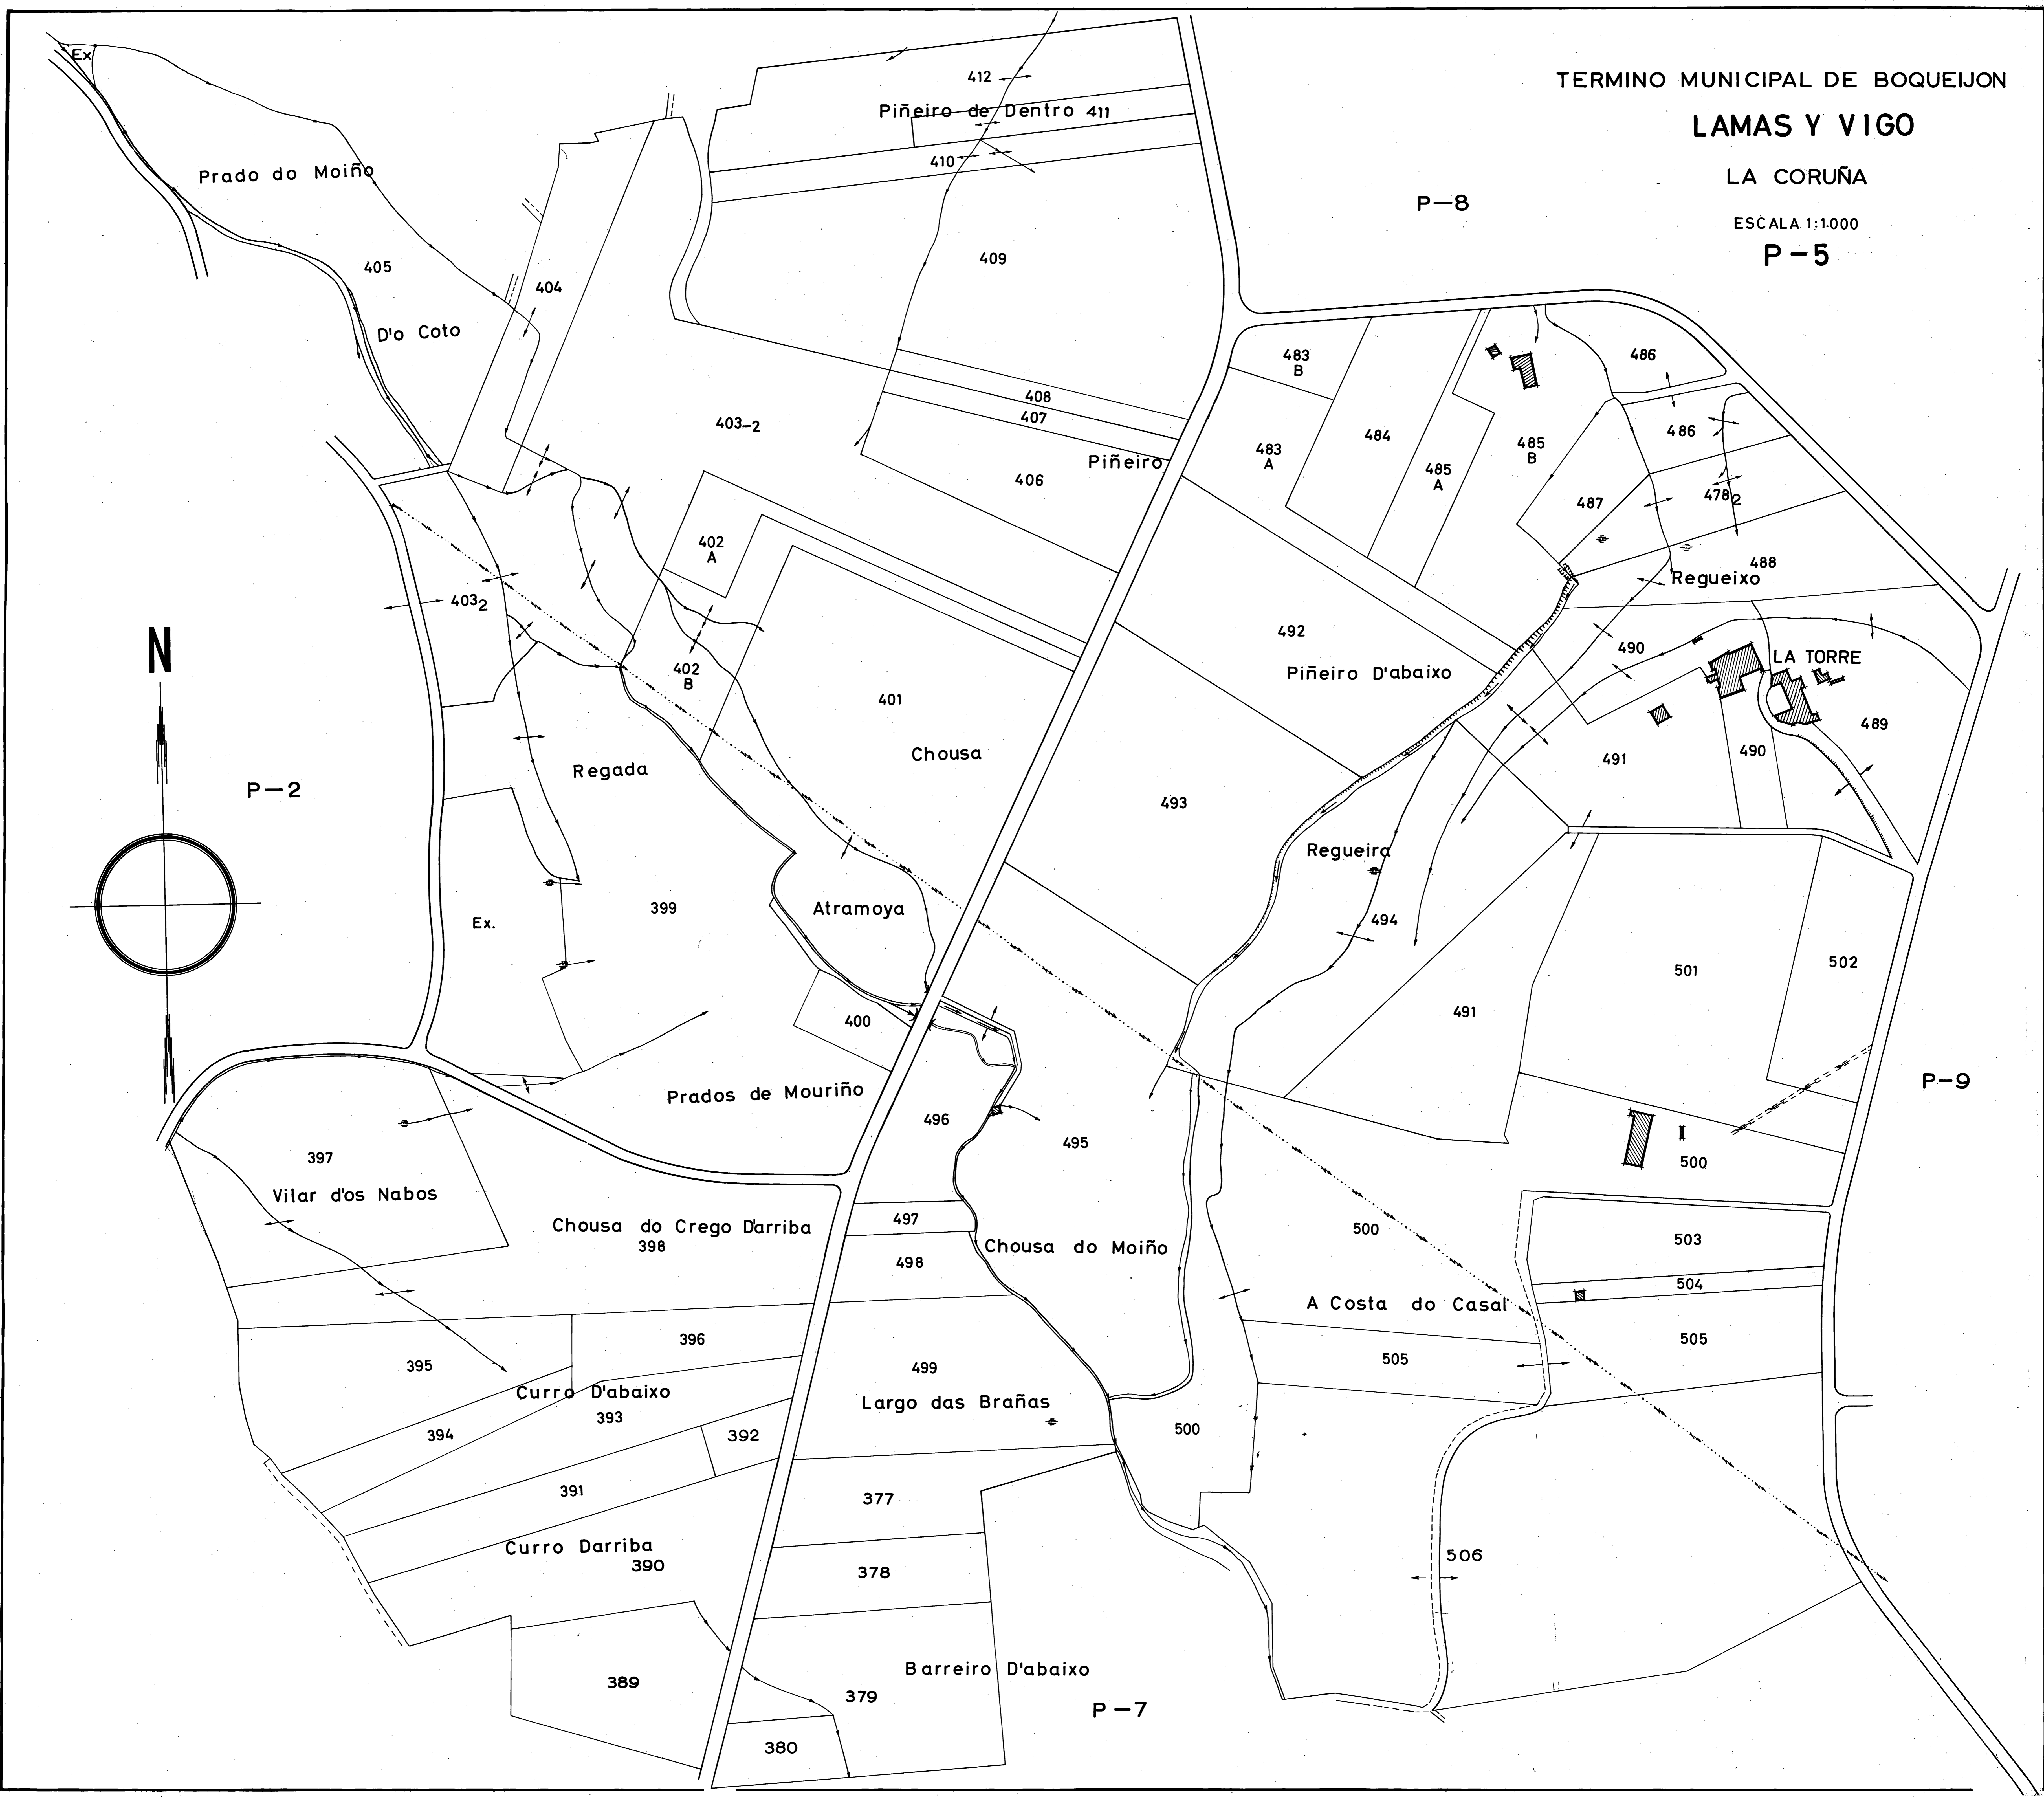 TERMINO MUNICIPAL DE BOQUEIJON
LAMAS Y VIGO
LA CORUÑA
ESCALA 1:1.000
P-5
P-8
Ex
412
Piñeiro de Dentro 411
410
Prado do Moiño
405
404
409
D'o Coto
408
407
403-2
Piñeiro
406
402
A
483
B
484
483
A
485
A
485
B
486
486
487
478 2
488
Regueixo
403 2
402
B
401
Chousa
492
Piñeiro D'abaixo
490
LA TORRE
489
491
490
N
P-2
Regada
493
Regueira
494
Ex.
399
Atramoya
400
491
501
502
P-9
Prados de Mouriño
496
495
397
Vilar d'os Nabos
Chousa do Crego D'arriba
398
497
498
Chousa do Moiño
500
500
503
504
505
A Costa do Casal
505
395
396
Curro D'abaixo
393
394
392
391
499
Largo das Brañas
500
377
Curro Darriba
390
378
506
389
379
Barreiro D'abaixo
P-7
380